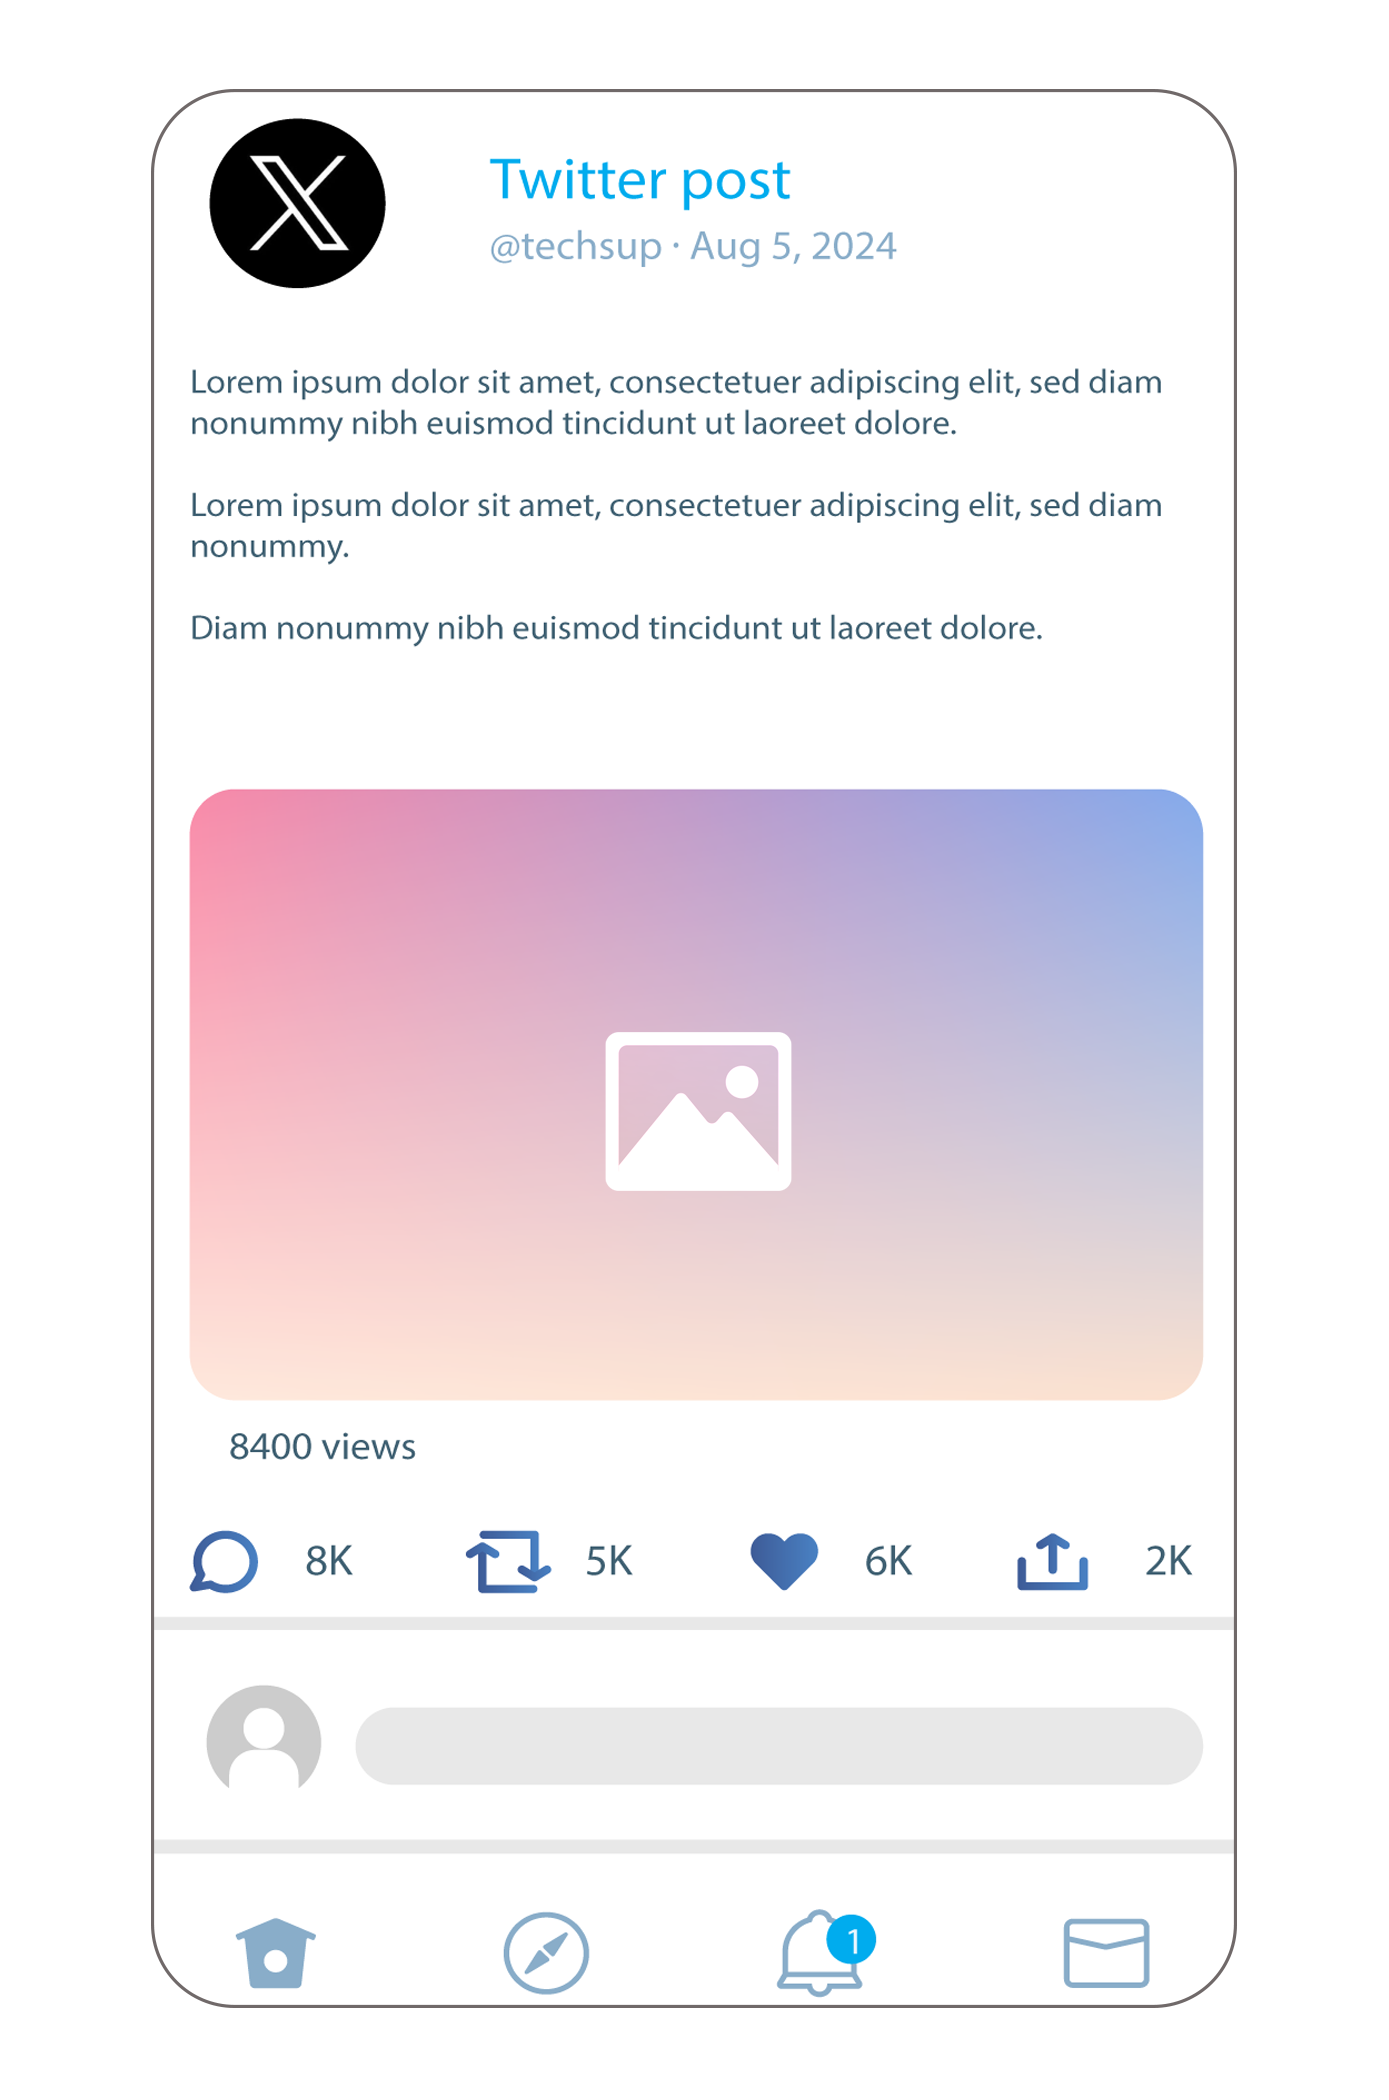 X
Twitter post
@techsup · Aug 5, 2024
Lorem ipsum dolor sit amet, consectetuer adipiscing elit, sed diam
nonummy nibh euismod tincidunt ut laoreet dolore.
Lorem ipsum dolor sit amet, consectetuer adipiscing elit, sed diam
nonummy.
Diam nonummy nibh euismod tincidunt ut laoreet dolore.
8400 views
8K 5K 6K 2K
1